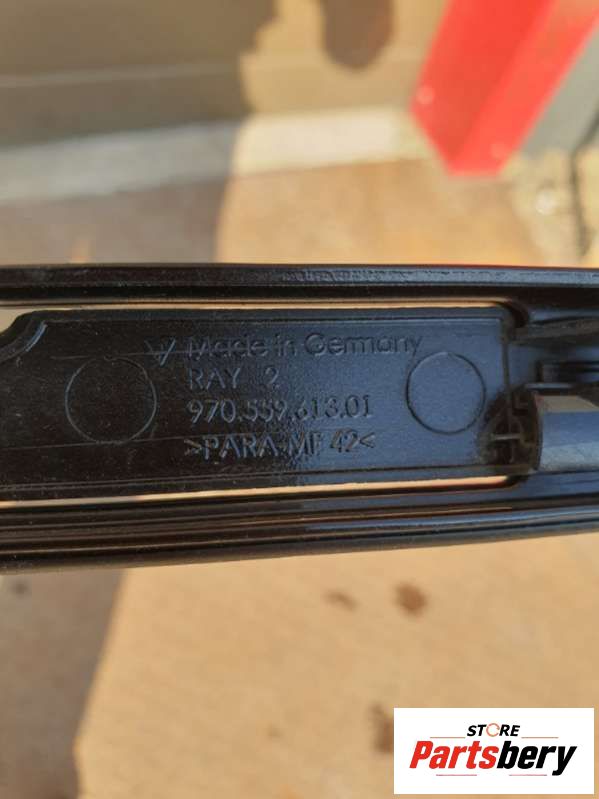 Made in Germany
RAY 2
970.559.613.01
>PARA-MF 42<
STORE
Partsbery